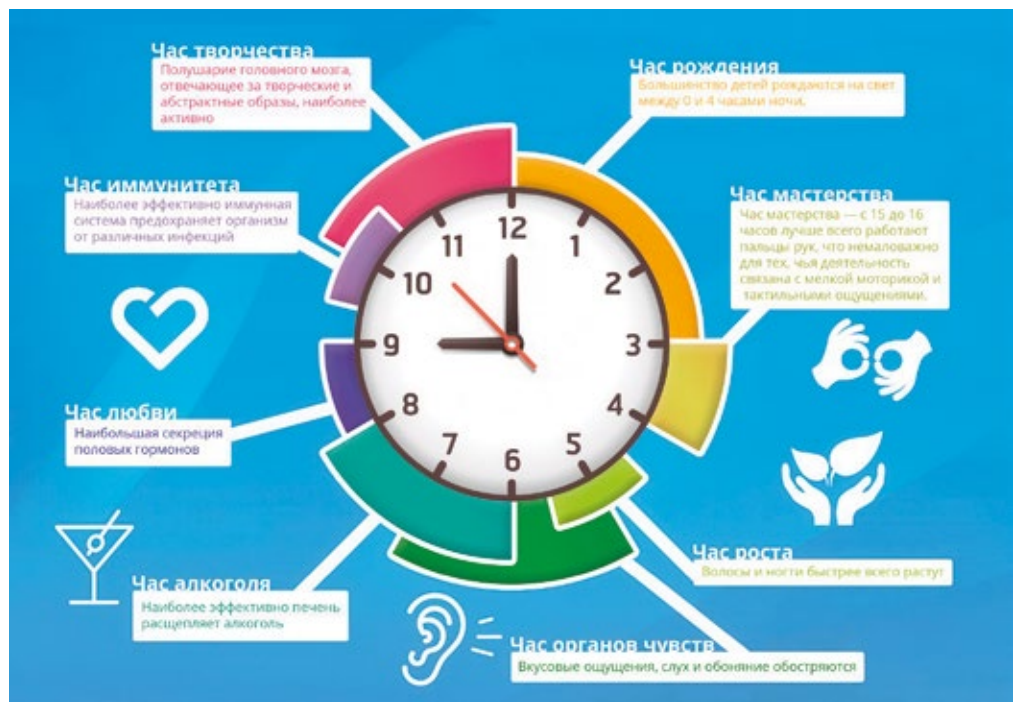 Час творчества
Полушарие головного мозга,
отвечающее за творческие и
абстрактные образы, наиболее
активно
Час рождения
Большинство детей рождаются на свет
между 0 и 4 часами ночи.
Час иммунитета
Наиболее эффективно иммунная
система предохраняет организм
от различных инфекций
Час мастерства
Час мастерства — с 15 до 16
часов лучше всего работают
пальцы рук, что немаловажно
для тех, чья деятельность
связана с мелкой моторикой и
тактильными ощущениями.
12
1
2
3
4
5
6
7
8
9
10
11
Час любви
Наибольшая секреция
половых гормонов
Час роста
Волосы и ногти быстрее всего растут
Час алкоголя
Наиболее эффективно печень
расщепляет алкоголь
Час органов чувств
Вкусовые ощущения, слух и обоняние обостряются